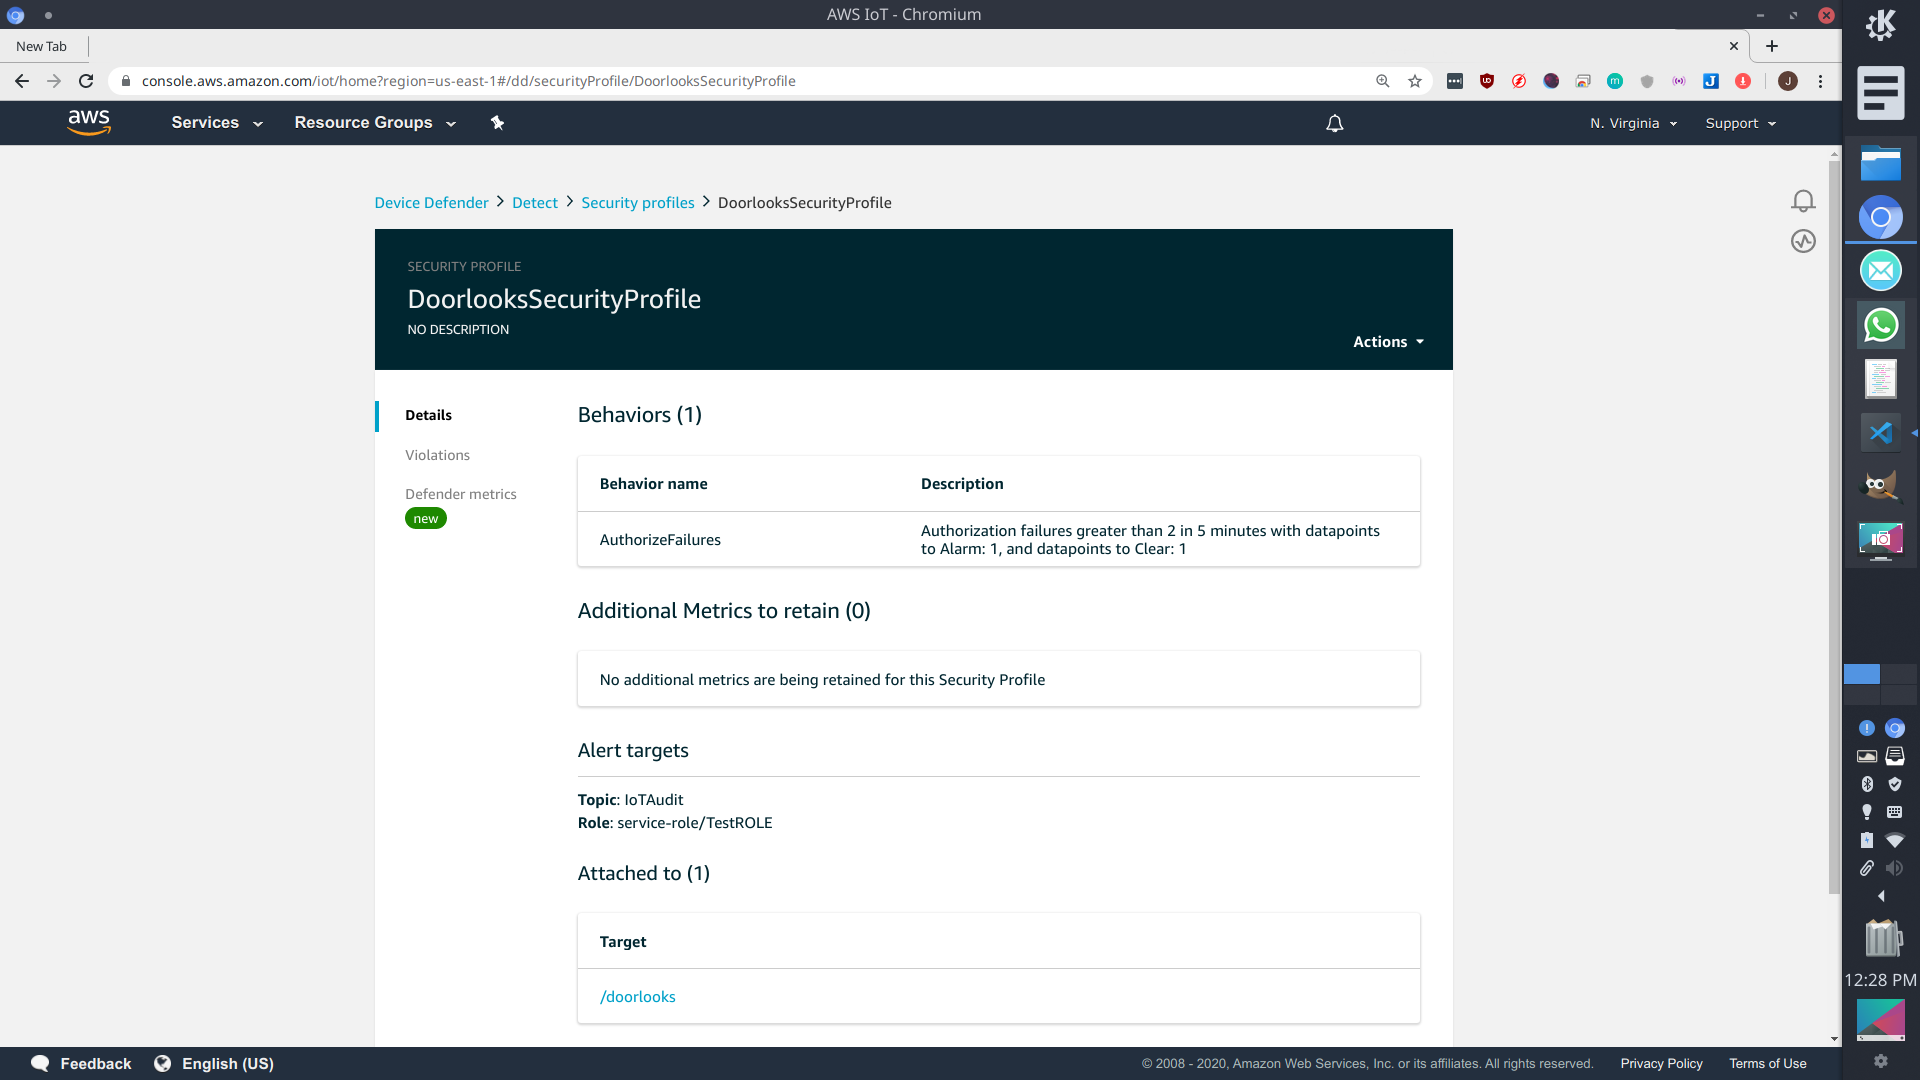 AWS IoT - Chromium
New Tab
console.aws.amazon.com/iot/home?region=us-east-1#/dd/securityProfile/DoorlooksSecurityProfile
J
aws
Services
Resource Groups
N. Virginia
Support
Device Defender > Detect > Security profiles > DoorlooksSecurityProfile
SECURITY PROFILE
DoorlooksSecurityProfile
NO DESCRIPTION
Actions
Details
Violations
Defender metrics
new
Behaviors (1)
Behavior name
Description
AuthorizeFailures
Authorization failures greater than 2 in 5 minutes with datapoints
to Alarm: 1, and datapoints to Clear: 1
Additional Metrics to retain (0)
No additional metrics are being retained for this Security Profile
Alert targets
Topic: IoTAudit
Role: service-role/TestROLE
Attached to (1)
Target
/doorlooks
12:28 PM
Feedback
English (US)
© 2008 - 2020, Amazon Web Services, Inc. or its affiliates. All rights reserved.
Privacy Policy
Terms of Use